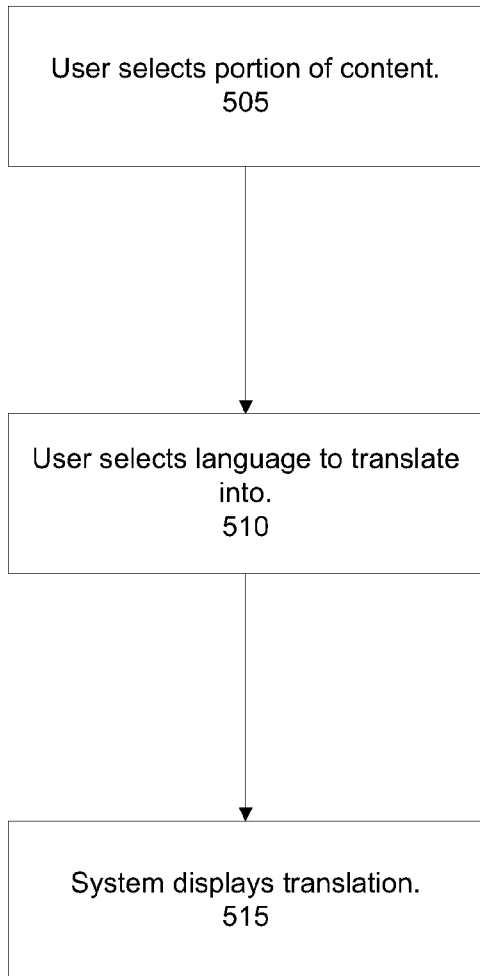 User selects portion of content.
505
User selects language to translate
into.
510
System displays translation.
515